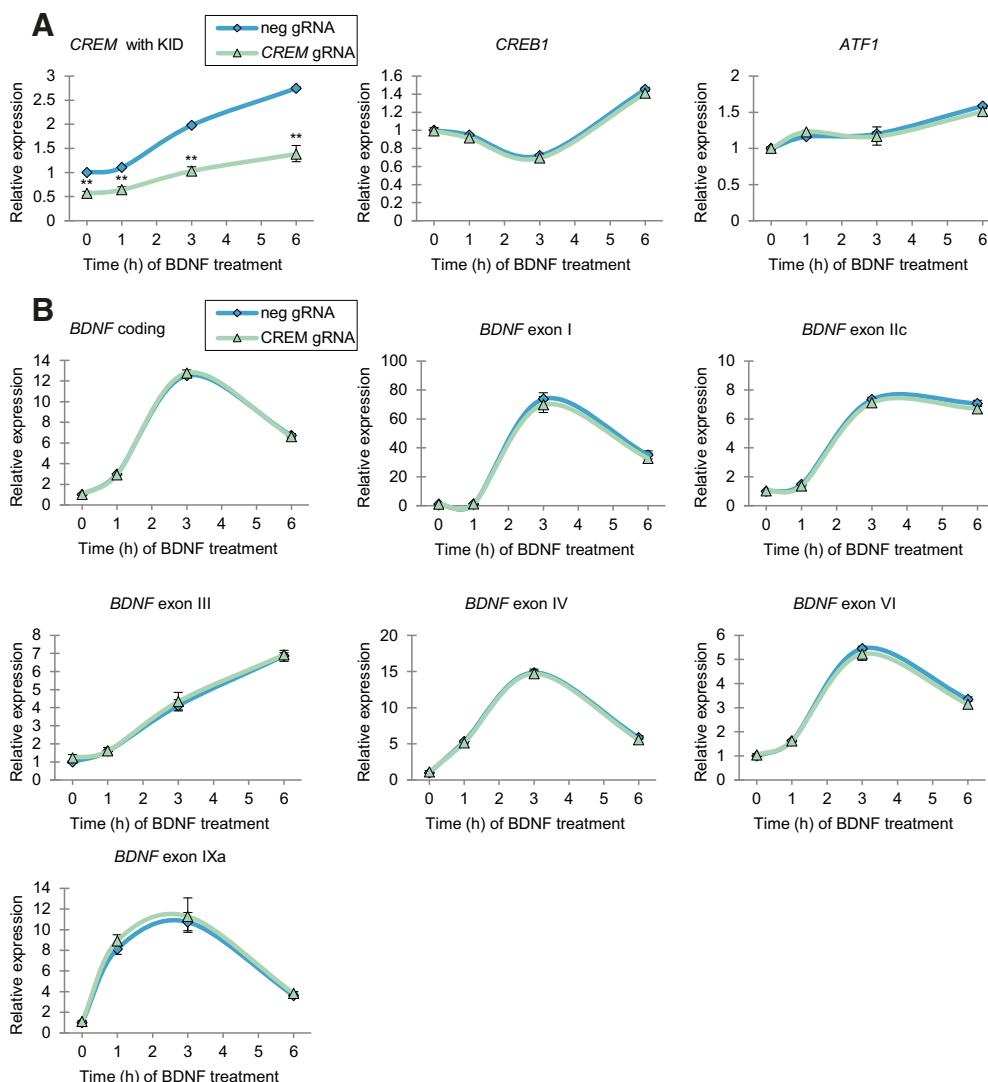 A
CREM with KID
neg gRNA
CREM gRNA
CREB1
ATF1
Relative expression
3
2.5
2
1.5
1
0.5
0
**
**
**
**
0 1 2 3 4 5 6
Time (h) of BDNF treatment
Relative expression
1.6
1.4
1.2
1
0.8
0.6
0.4
0.2
0
0 1 2 3 4 5 6
Time (h) of BDNF treatment
Relative expression
2
1.5
1
0.5
0
0 1 2 3 4 5 6
Time (h) of BDNF treatment
B
BDNF coding
neg gRNA
CREM gRNA
Relative expression
14
12
10
8
6
4
2
0
0 1 2 3 4 5 6
Time (h) of BDNF treatment
BDNF exon I
Relative expression
100
80
60
40
20
0
0 1 2 3 4 5 6
Time (h) of BDNF treatment
BDNF exon IIc
Relative expression
10
8
6
4
2
0
0 1 2 3 4 5 6
Time (h) of BDNF treatment
BDNF exon III
Relative expression
8
7
6
5
4
3
2
1
0
0 1 2 3 4 5 6
Time (h) of BDNF treatment
BDNF exon IV
Relative expression
20
15
10
5
0
0 1 2 3 4 5 6
Time (h) of BDNF treatment
BDNF exon VI
Relative expression
6
5
4
3
2
1
0
0 1 2 3 4 5 6
Time (h) of BDNF treatment
BDNF exon IXa
Relative expression
14
12
10
8
6
4
2
0
0 1 2 3 4 5 6
Time (h) of BDNF treatment